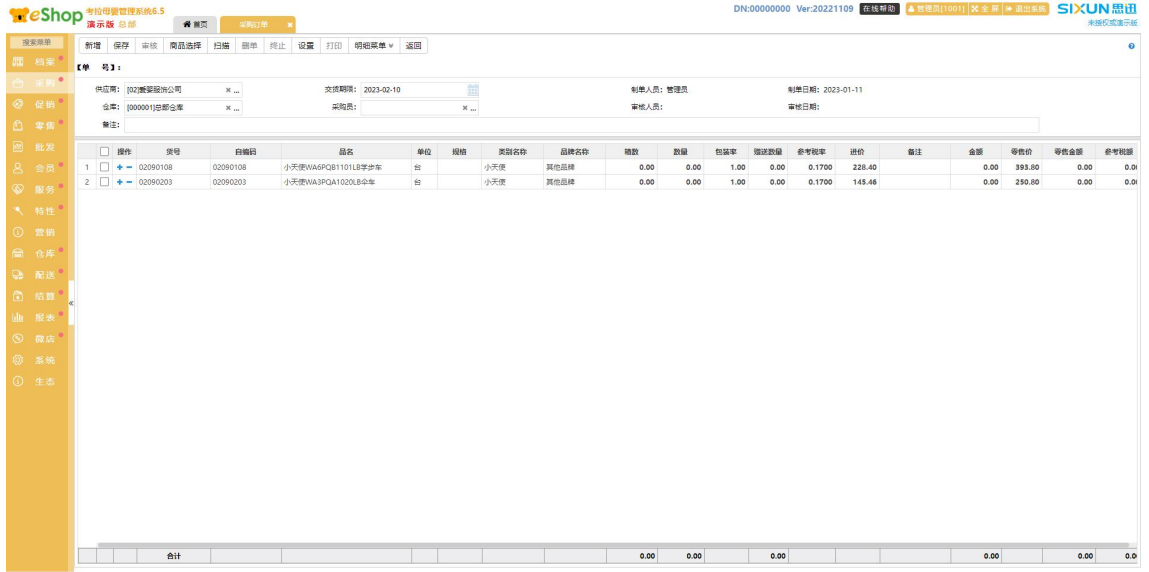 eShop 考拉母婴管理系统6.5
演示版 总部
首页 采购订单
DN:00000000 Ver:20221109 在线帮助 管理员[1001] 全 屏 退出系统 SIXUN思迅
未授权或演示版
搜索菜单
档案
采购
促销
零售
批发
会员
服务
特性
营销
仓库
配送
结算
报表
微店
系统
生态
新增 保存 审核 商品选择 扫描 删单 终止 设置 打印 明细菜单 返回
【单 号】:
供应商: [02]爱婴服饰公司 交货期限: 2023-02-10 制单人员: 管理员 制单日期: 2023-01-11
仓库: [000001]总部仓库 采购员: 审核人员: 审核日期:
备注:
操作 货号 自编码 品名 单位 规格 类别名称 品牌名称 箱数 数量 包装率 赠送数量 参考税率 进价 备注 金额 零售价 零售金额 参考税额
1 02090108 02090108 小天使WA6PQB1101LB学步车 台 小天使 其他品牌 0.00 0.00 1.00 0.00 0.1700 228.40 0.00 393.80 0.00 0.0
2 02090203 02090203 小天使WA3PQA1020LB伞车 台 小天使 其他品牌 0.00 0.00 1.00 0.00 0.1700 145.46 0.00 250.80 0.00 0.0
合计 0.00 0.00 0.00 0.00 0.00 0.0